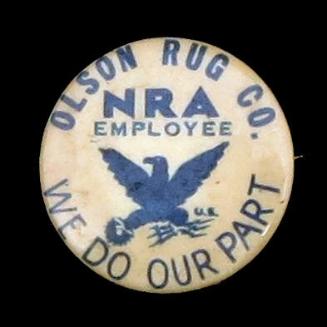 OLSON RUG CO.
NRA
EMPLOYEE
U.S.
WE DO OUR PART